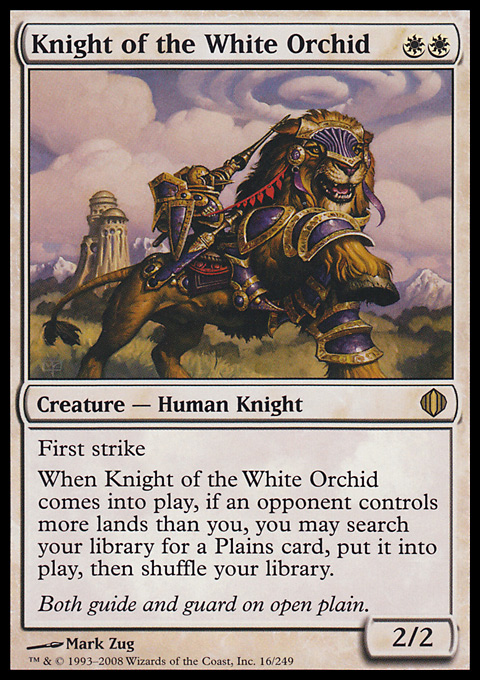 Knight of the White Orchid
Creature — Human Knight
First strike
When Knight of the White Orchid
comes into play, if an opponent controls
more lands than you, you may search
your library for a Plains card, put it into
play, then shuffle your library.
Both guide and guard on open plain.
Mark Zug
2/2
™ & © 1993–2008 Wizards of the Coast, Inc. 16/249